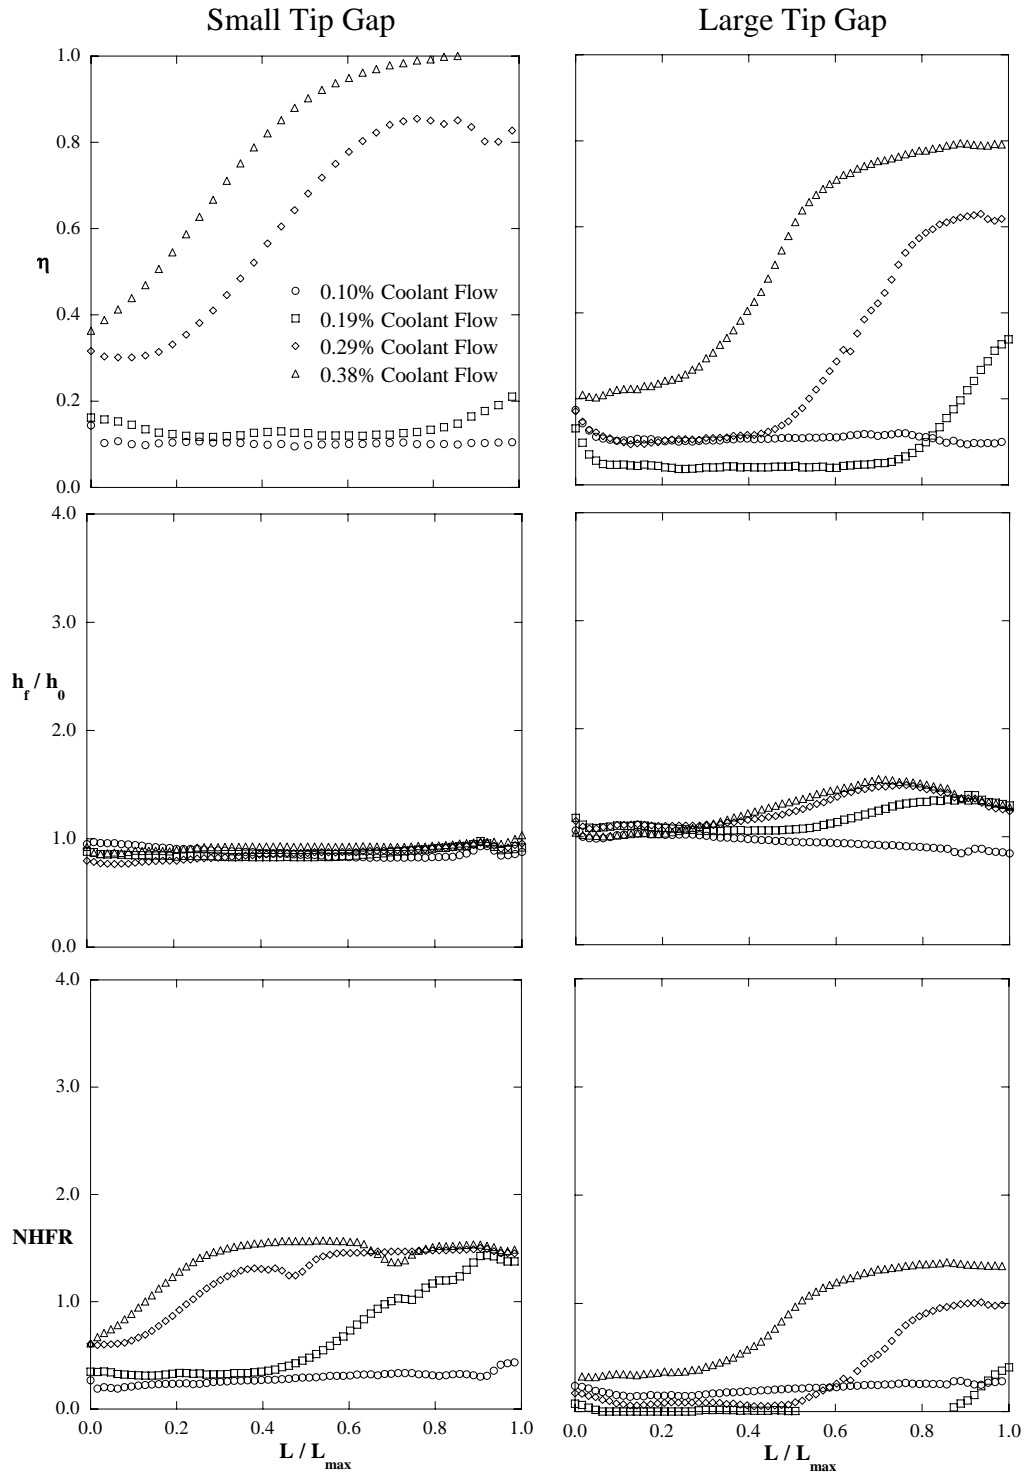 Small Tip Gap
Large Tip Gap
1.0
0.8
0.6
η
0.4
0.2
0.0
0.10% Coolant Flow
0.19% Coolant Flow
0.29% Coolant Flow
0.38% Coolant Flow
4.0
3.0
h_f / h_0
2.0
1.0
0.0
4.0
3.0
2.0
NHFR
1.0
0.0
0.0 0.2 0.4 0.6 0.8 1.0
L / L_max
0.0 0.2 0.4 0.6 0.8 1.0
L / L_max